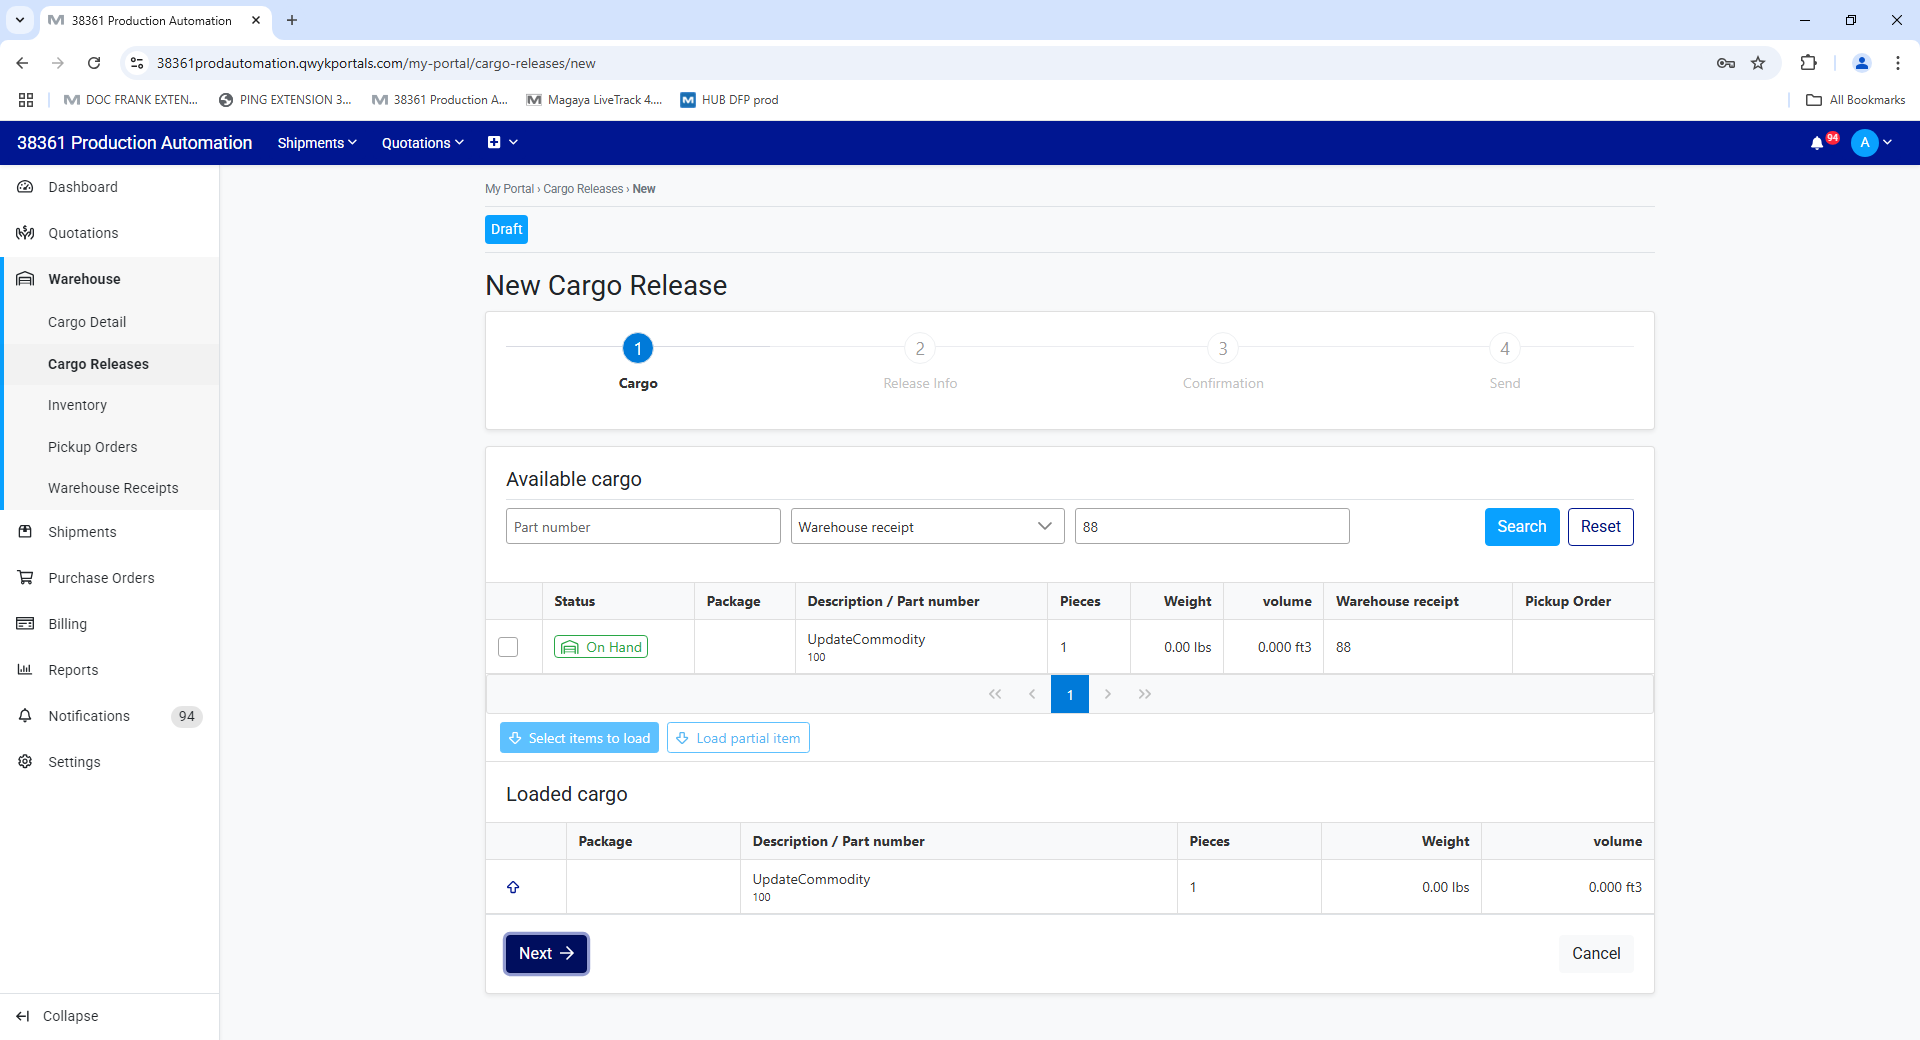 38361 Production Automation
38361prodautomation.qwykportals.com/my-portal/cargo-releases/new
DOC FRANK EXTEN...
PING EXTENSION 3...
38361 Production A...
Magaya LiveTrack 4....
HUB DFP prod
All Bookmarks
38361 Production Automation
Shipments
Quotations
94
A
Dashboard
Quotations
Warehouse
Cargo Detail
Cargo Releases
Inventory
Pickup Orders
Warehouse Receipts
Shipments
Purchase Orders
Billing
Reports
Notifications 94
Settings
Collapse
My Portal › Cargo Releases › New
Draft
New Cargo Release
1 2 3 4
Cargo Release Info Confirmation Send
Available cargo
Part number Warehouse receipt 88 Search Reset
Status Package Description / Part number Pieces Weight volume Warehouse receipt Pickup Order
On Hand UpdateCommodity 1 0.00 lbs 0.000 ft3 88
100
1
Select items to load Load partial item
Loaded cargo
Package Description / Part number Pieces Weight volume
UpdateCommodity 1 0.00 lbs 0.000 ft3
100
Next Cancel